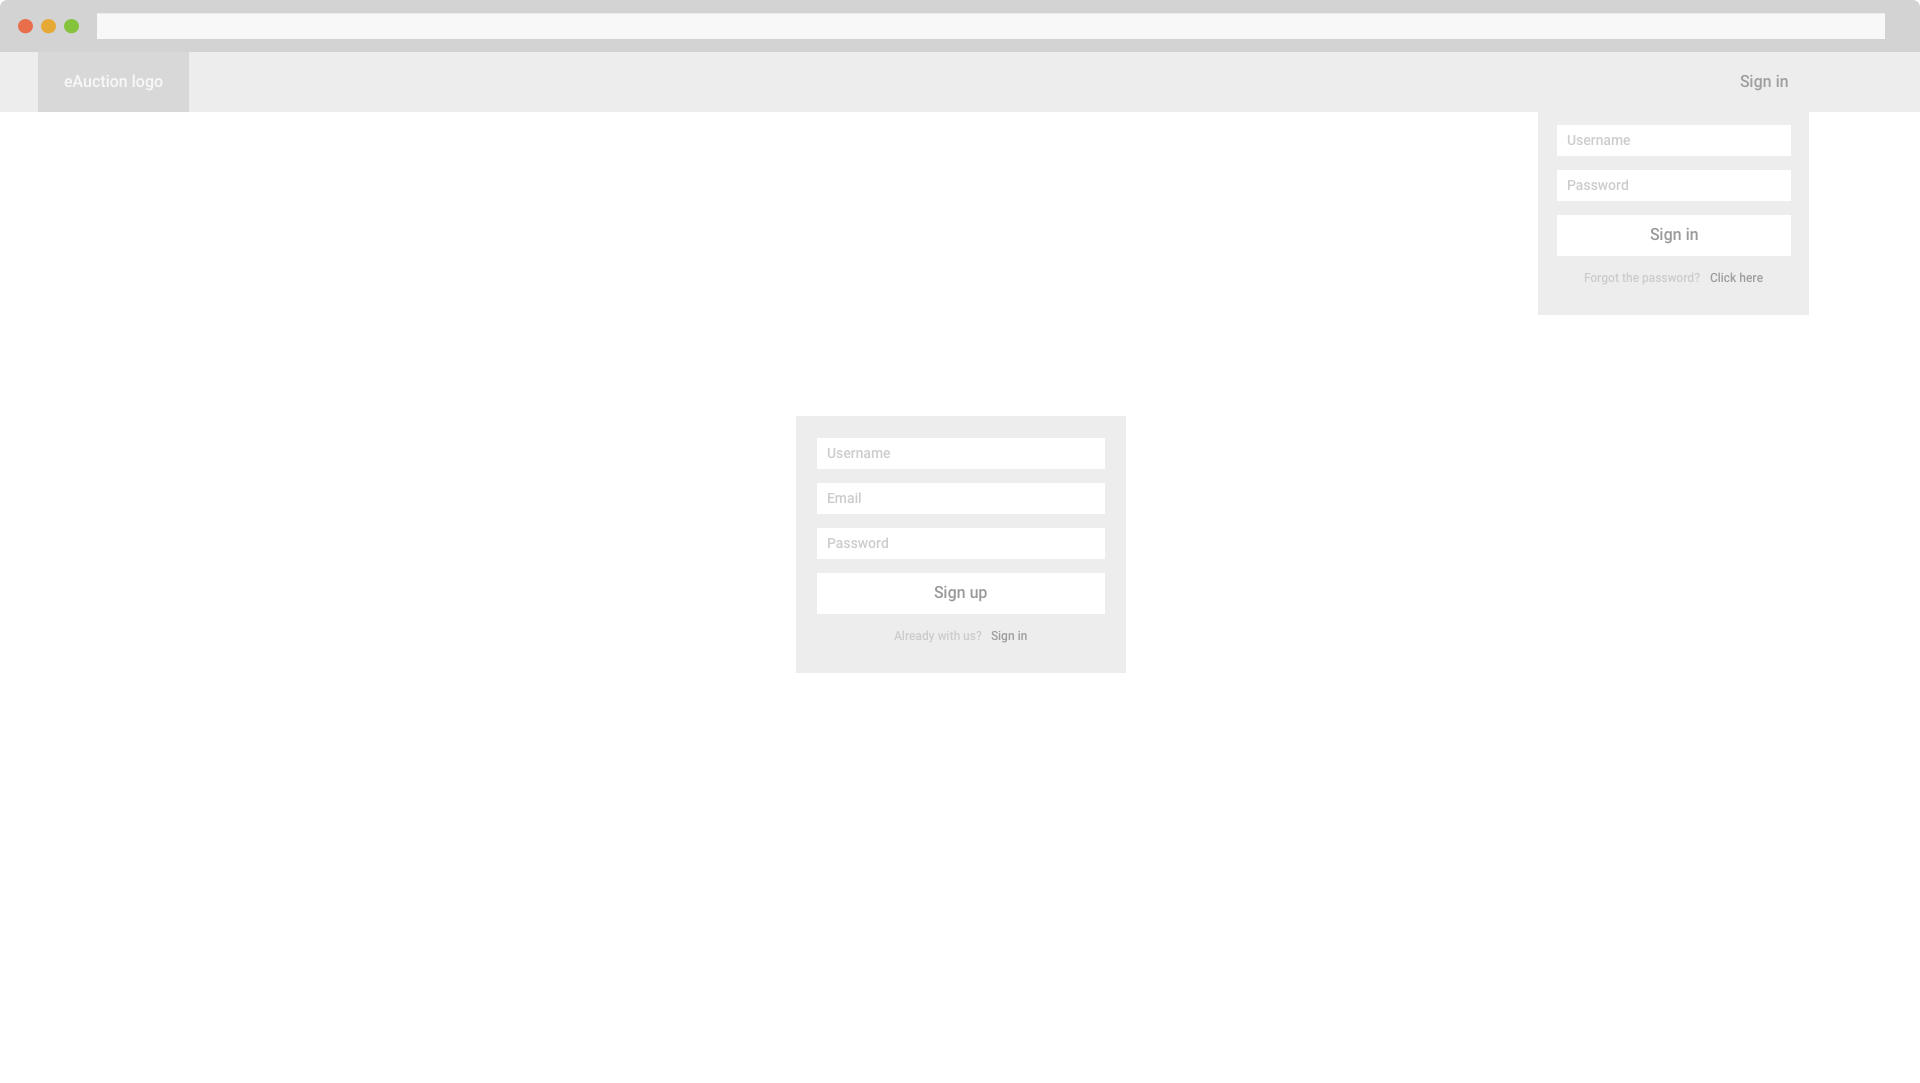 eAuction logo
Sign in
Username
Password
Sign in
Forgot the password? Click here
Username
Email
Password
Sign up
Already with us? Sign in